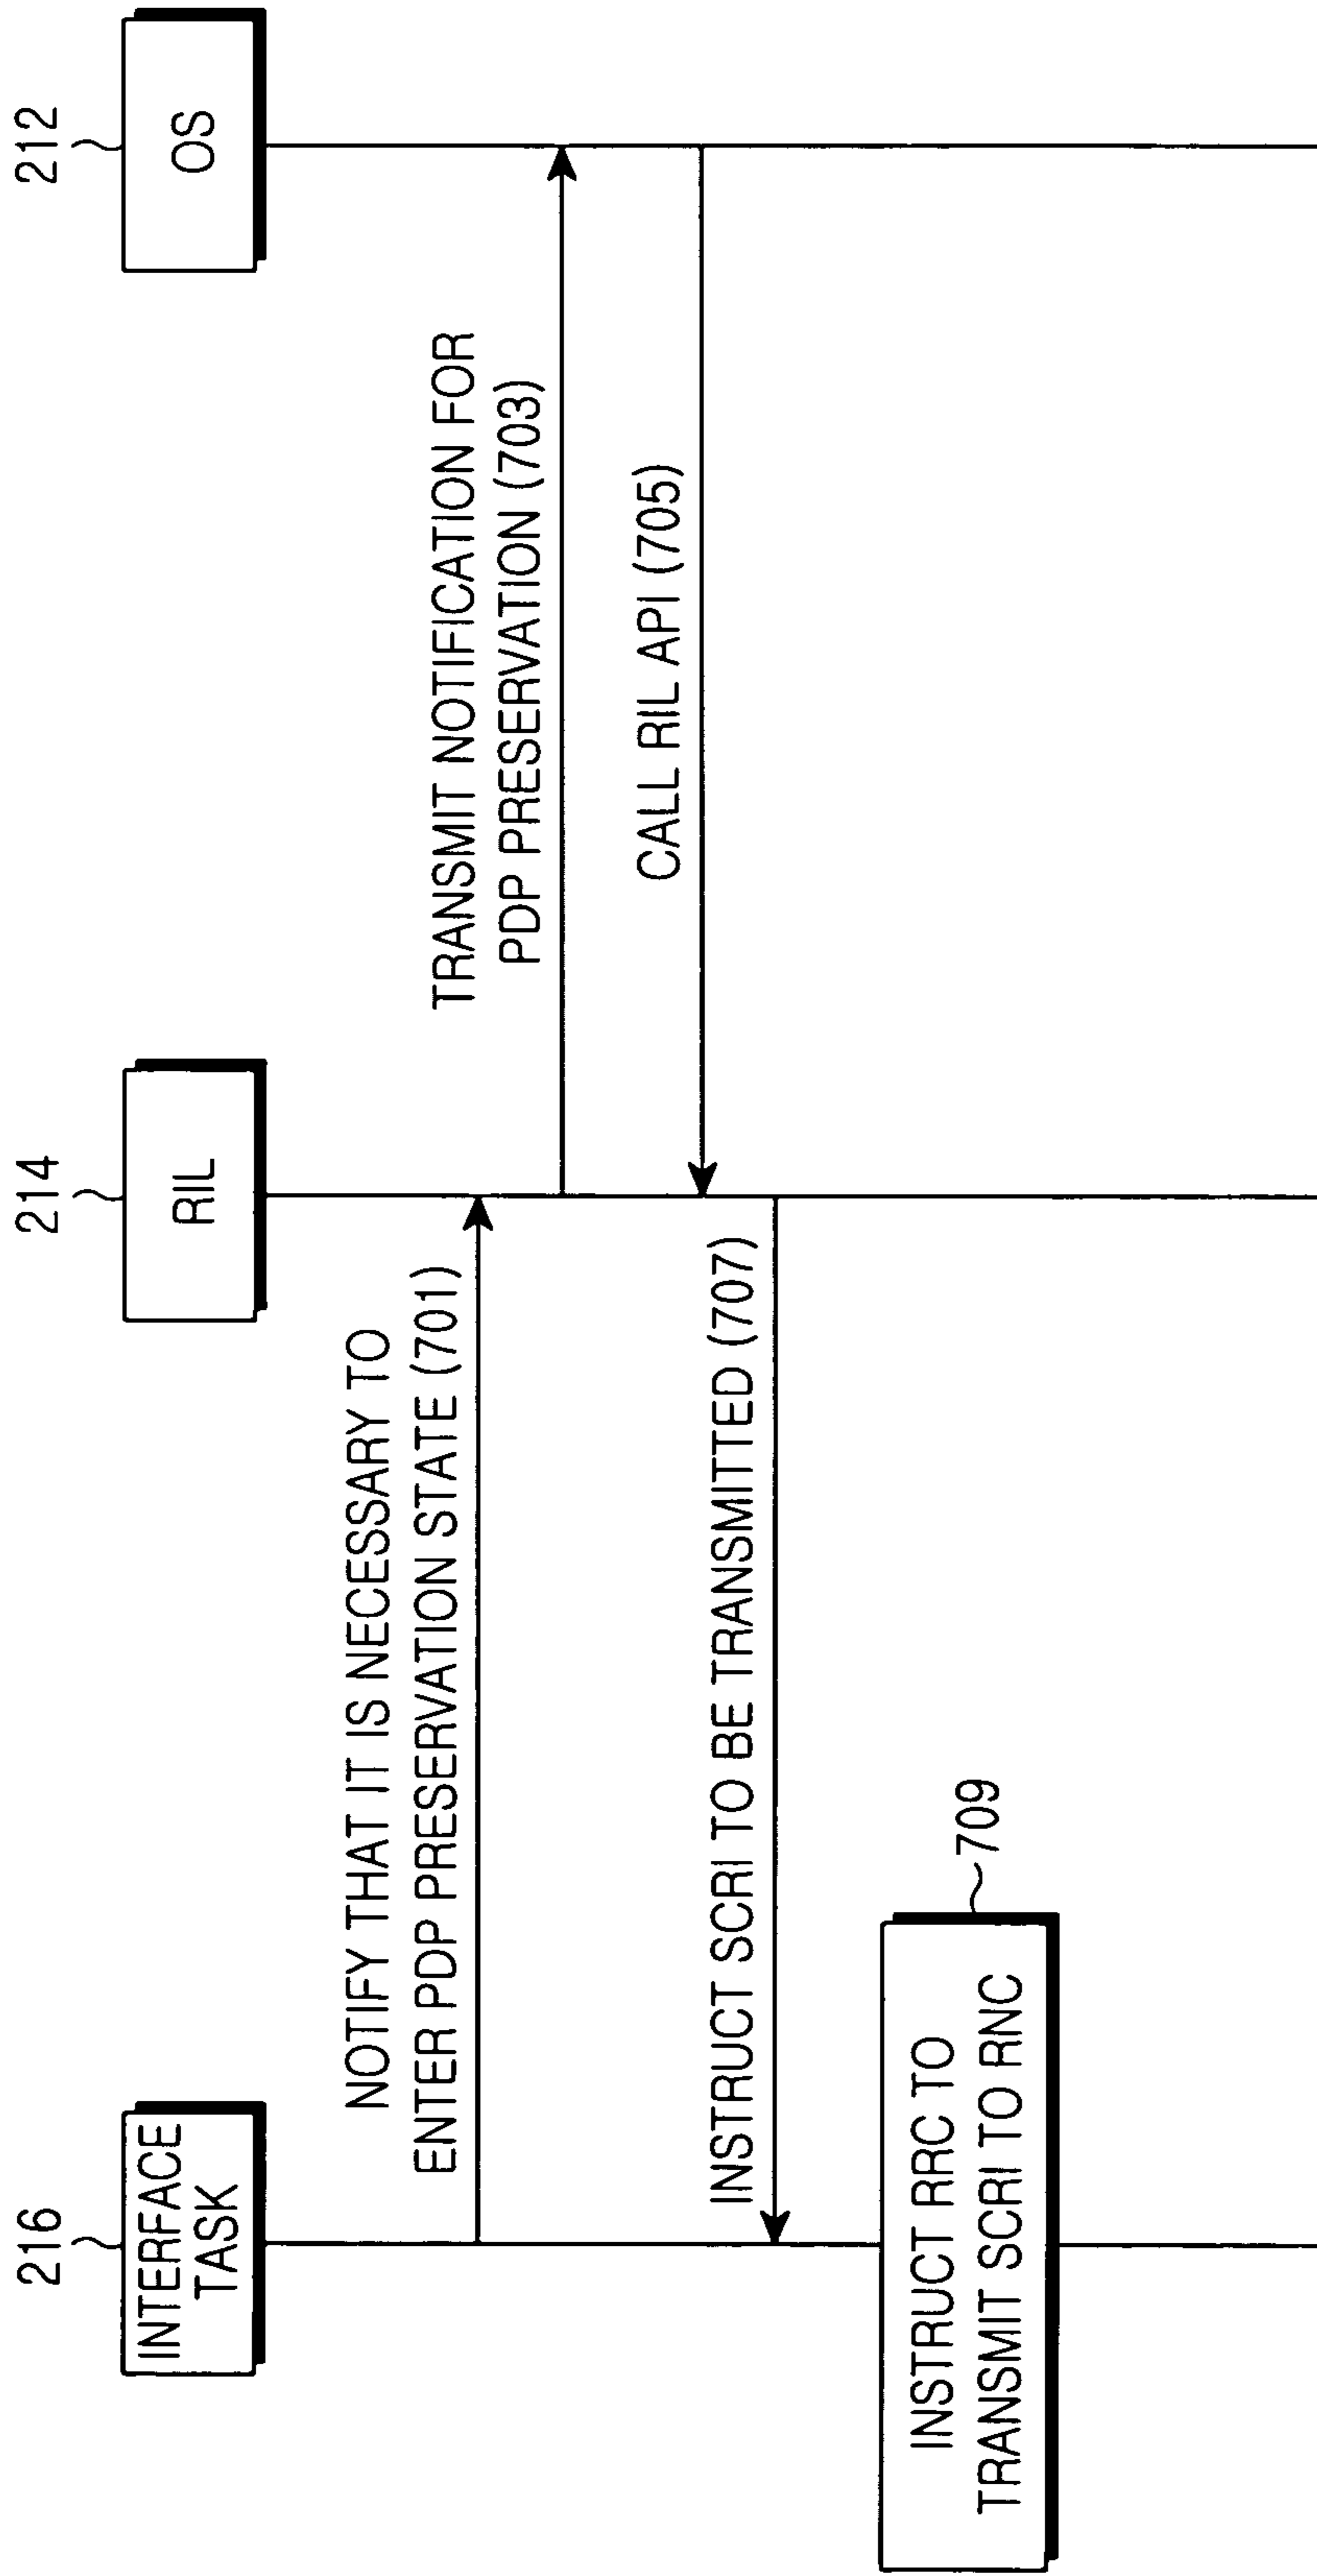 216
INTERFACE
TASK
214
RIL
212
OS
NOTIFY THAT IT IS NECESSARY TO
ENTER PDP PRESERVATION STATE (701)
TRANSMIT NOTIFICATION FOR
PDP PRESERVATION (703)
CALL RIL API (705)
INSTRUCT SCRI TO BE TRANSMITTED (707)
INSTRUCT RRC TO
TRANSMIT SCRI TO RNC
709